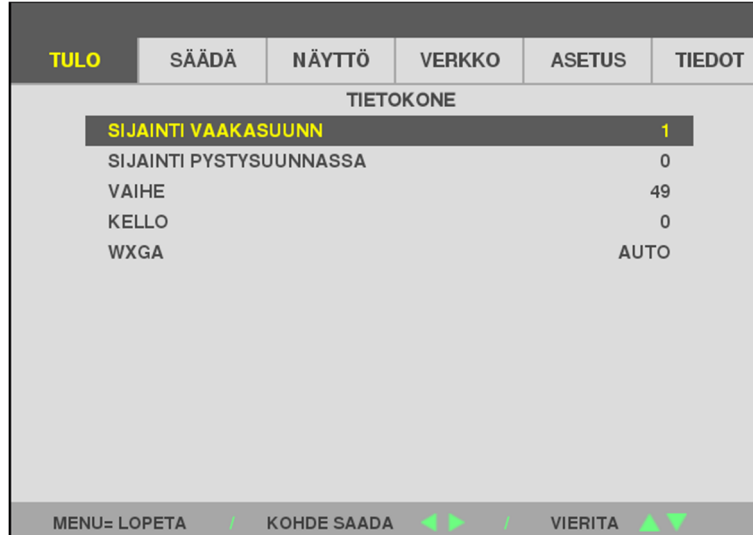 TULO SÄÄDÄ NÄYTTÖ VERKKO ASETUS TIEDOT
TIETOKONE
SIJAINTI VAAKASUUNN 1
SIJAINTI PYSTYSUUNNASSA 0
VAIHE 49
KELLO 0
WXGA AUTO
MENU= LOPETA / KOHDE SAADA / VIERITA